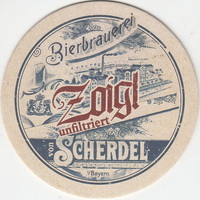 Bierbrauerei
Zoigl
unfiltriert
von SCHERDEL
i/Bayern